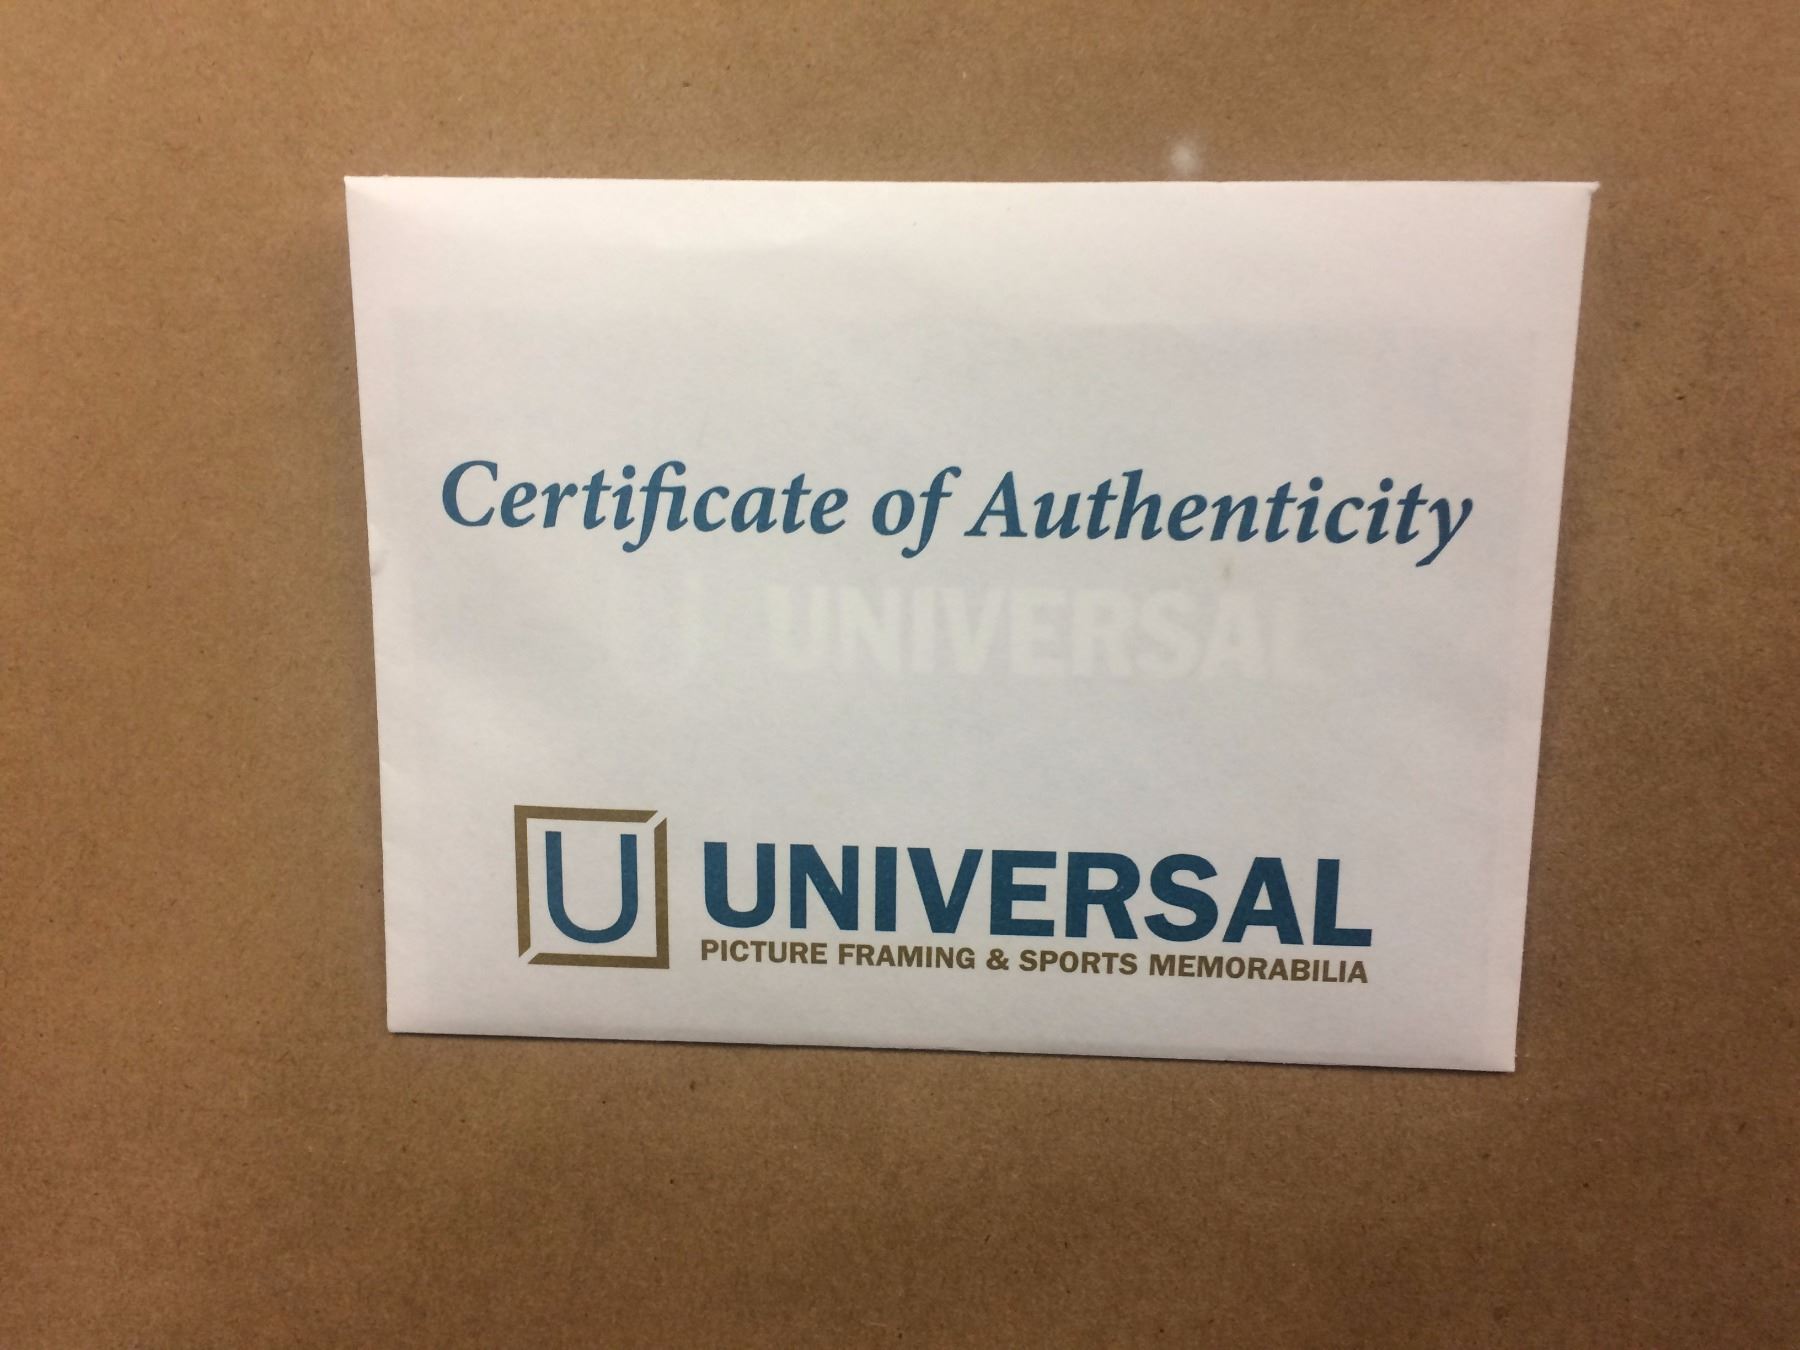 Certificate of Authenticity
UNIVERSAL
U UNIVERSAL
PICTURE FRAMING & SPORTS MEMORABILIA